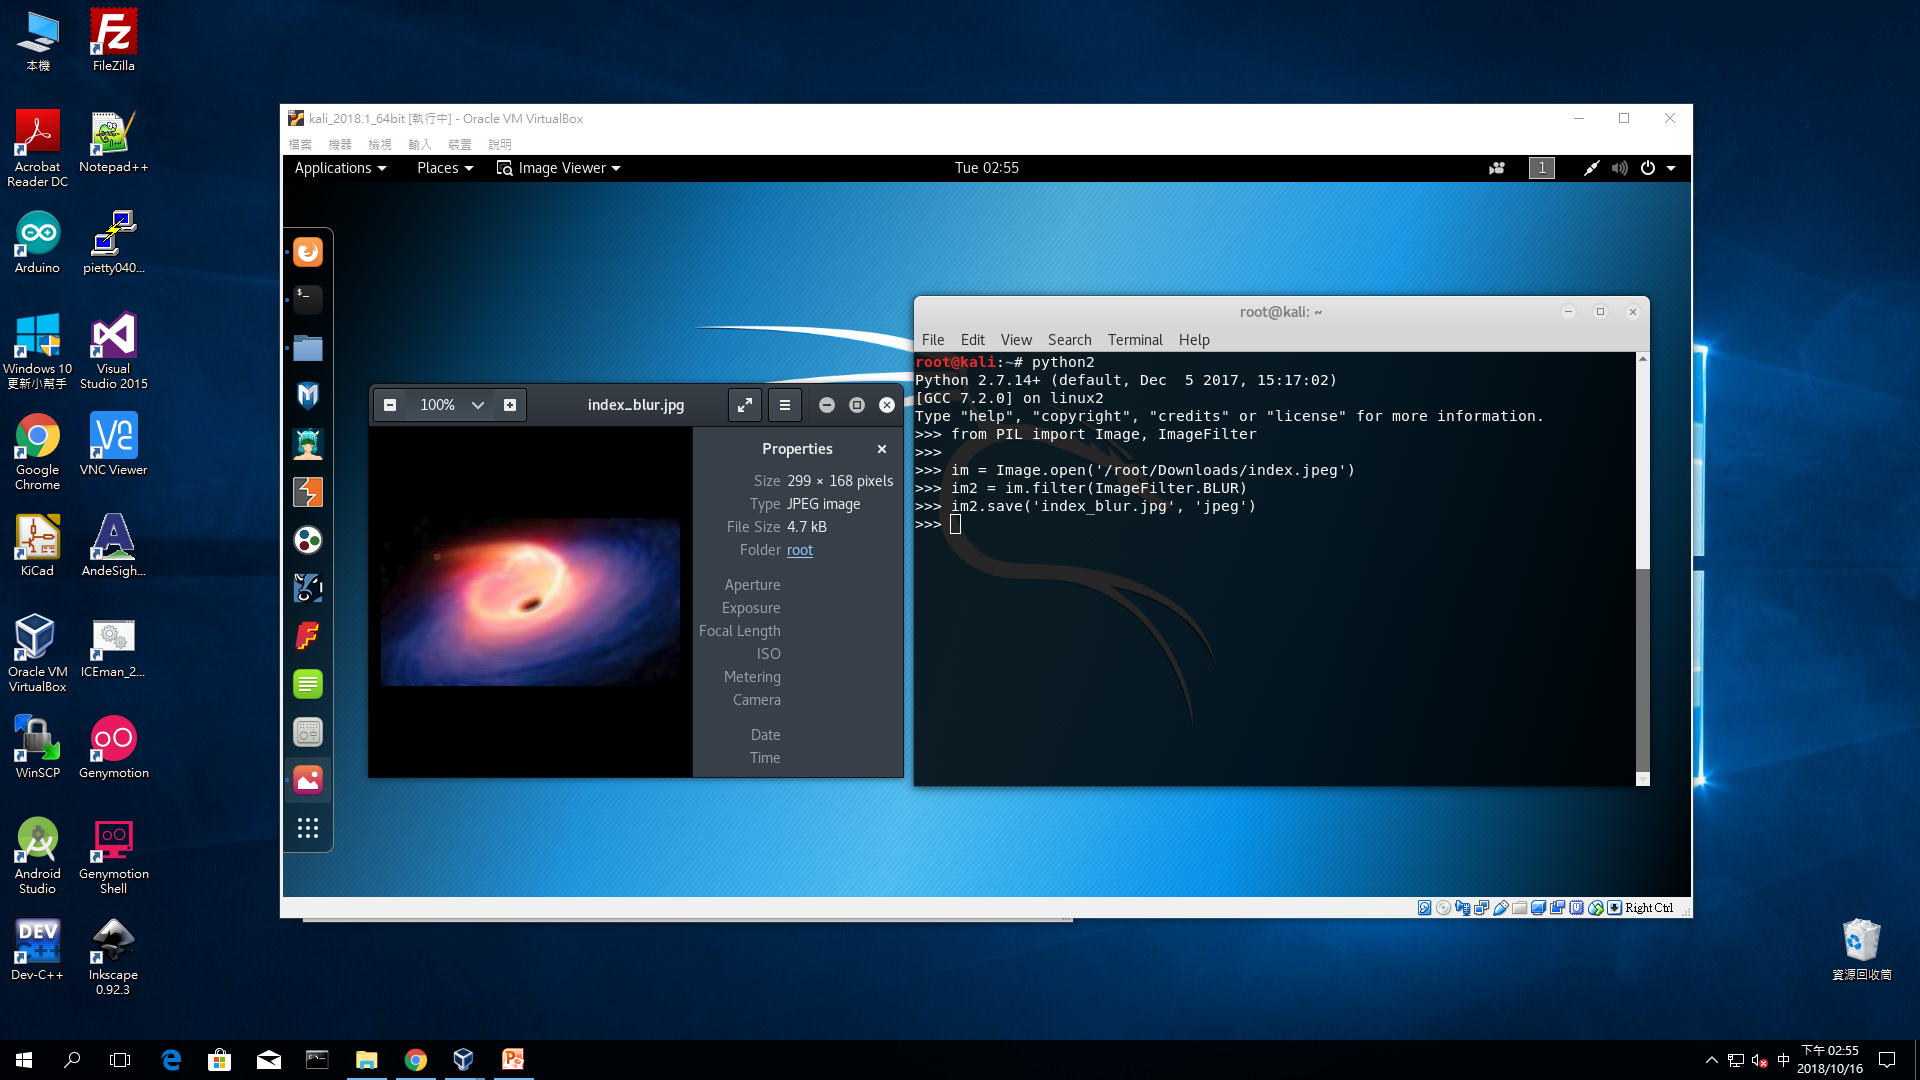 本機
FileZilla
Acrobat
Reader DC
Notepad++
Arduino
pietty040...
Windows 10
更新小幫手
Visual
Studio 2015
Google
Chrome
VNC Viewer
KiCad
AndeSigh...
Oracle VM
VirtualBox
ICEman_2...
WinSCP
Genymotion
Android
Studio
Genymotion
Shell
DEV
C++
Dev-C++
Inkscape
0.92.3
kali_2018.1_64bit [執行中] - Oracle VM VirtualBox
檔案 機器 檢視 輸入 裝置 說明
Applications Places Image Viewer Tue 02:55 1
100% index_blur.jpg
Properties
Size 299 × 168 pixels
Type JPEG image
File Size 4.7 kB
Folder root
Aperture
Exposure
Focal Length
ISO
Metering
Camera
Date
Time
root@kali: ~
File Edit View Search Terminal Help
root@kali:~# python2
Python 2.7.14+ (default, Dec  5 2017, 15:17:02)
[GCC 7.2.0] on linux2
Type "help", "copyright", "credits" or "license" for more information.
>>> from PIL import Image, ImageFilter
>>>
>>> im = Image.open('/root/Downloads/index.jpeg')
>>> im2 = im.filter(ImageFilter.BLUR)
>>> im2.save('index_blur.jpg', 'jpeg')
>>>
Right Ctrl
資源回收筒
中
下午 02:55
2018/10/16